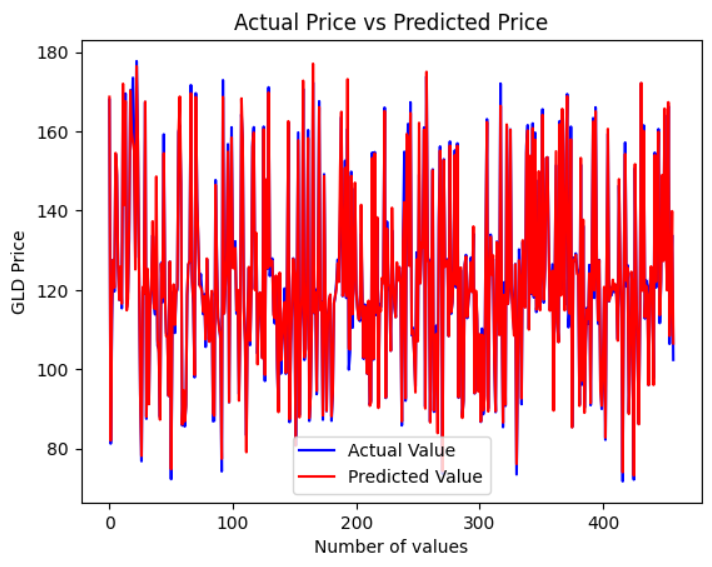 Actual Price vs Predicted Price
GLD Price
180
160
140
120
100
80
Actual Value
Predicted Value
0
100
200
300
400
Number of values